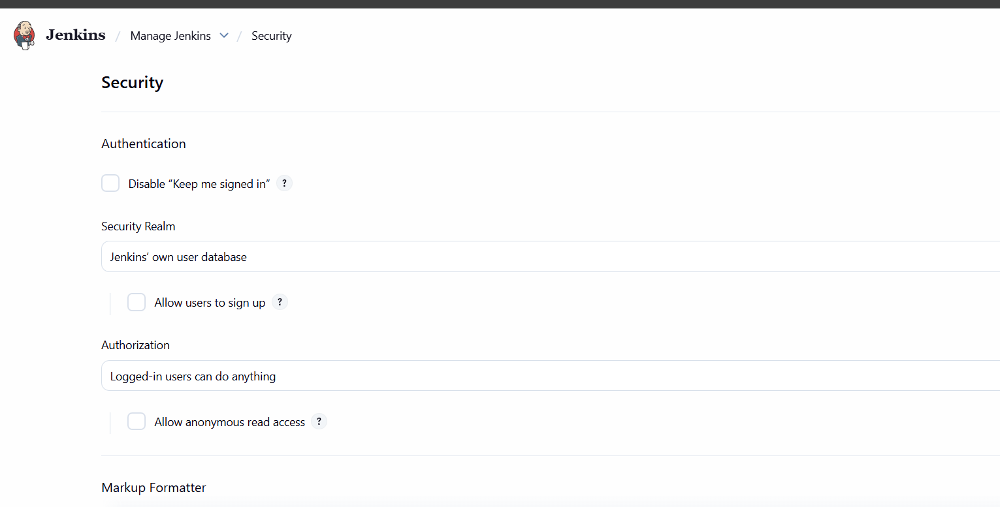 Jenkins / Manage Jenkins / Security
Security
Authentication
Disable “Keep me signed in” ?
Security Realm
Jenkins’ own user database
Allow users to sign up ?
Authorization
Logged-in users can do anything
Allow anonymous read access ?
Markup Formatter